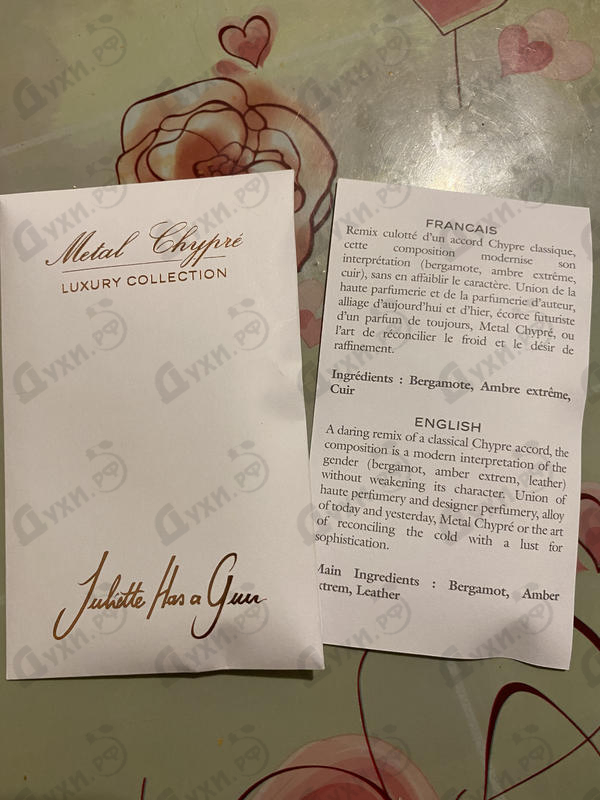 Metal Chypré
LUXURY COLLECTION
Juliette Has a Gun
FRANCAIS
Remix culotté d'un accord Chypre classique,
cette composition modernise son
interprétation (bergamote, ambre extrême,
cuir), sans en affaiblir le caractère. Union de la
haute parfumerie et de la parfumerie d'auteur,
alliage d'aujourd'hui et d'hier, écorce futuriste
d'un parfum de toujours, Metal Chypré, ou
l'art de réconcilier le froid et le désir de
raffinement.
Ingrédients : Bergamote, Ambre extrême,
Cuir
ENGLISH
A daring remix of a classical Chypre accord, the
composition is a modern interpretation of the
gender (bergamot, amber extrem, leather)
without weakening its character. Union of
haute perfumery and designer perfumery, alloy
of today and yesterday, Metal Chypré or the art
of reconciling the cold with a lust for
sophistication.
Main Ingredients : Bergamot, Amber
xtrem, Leather
духи.рф